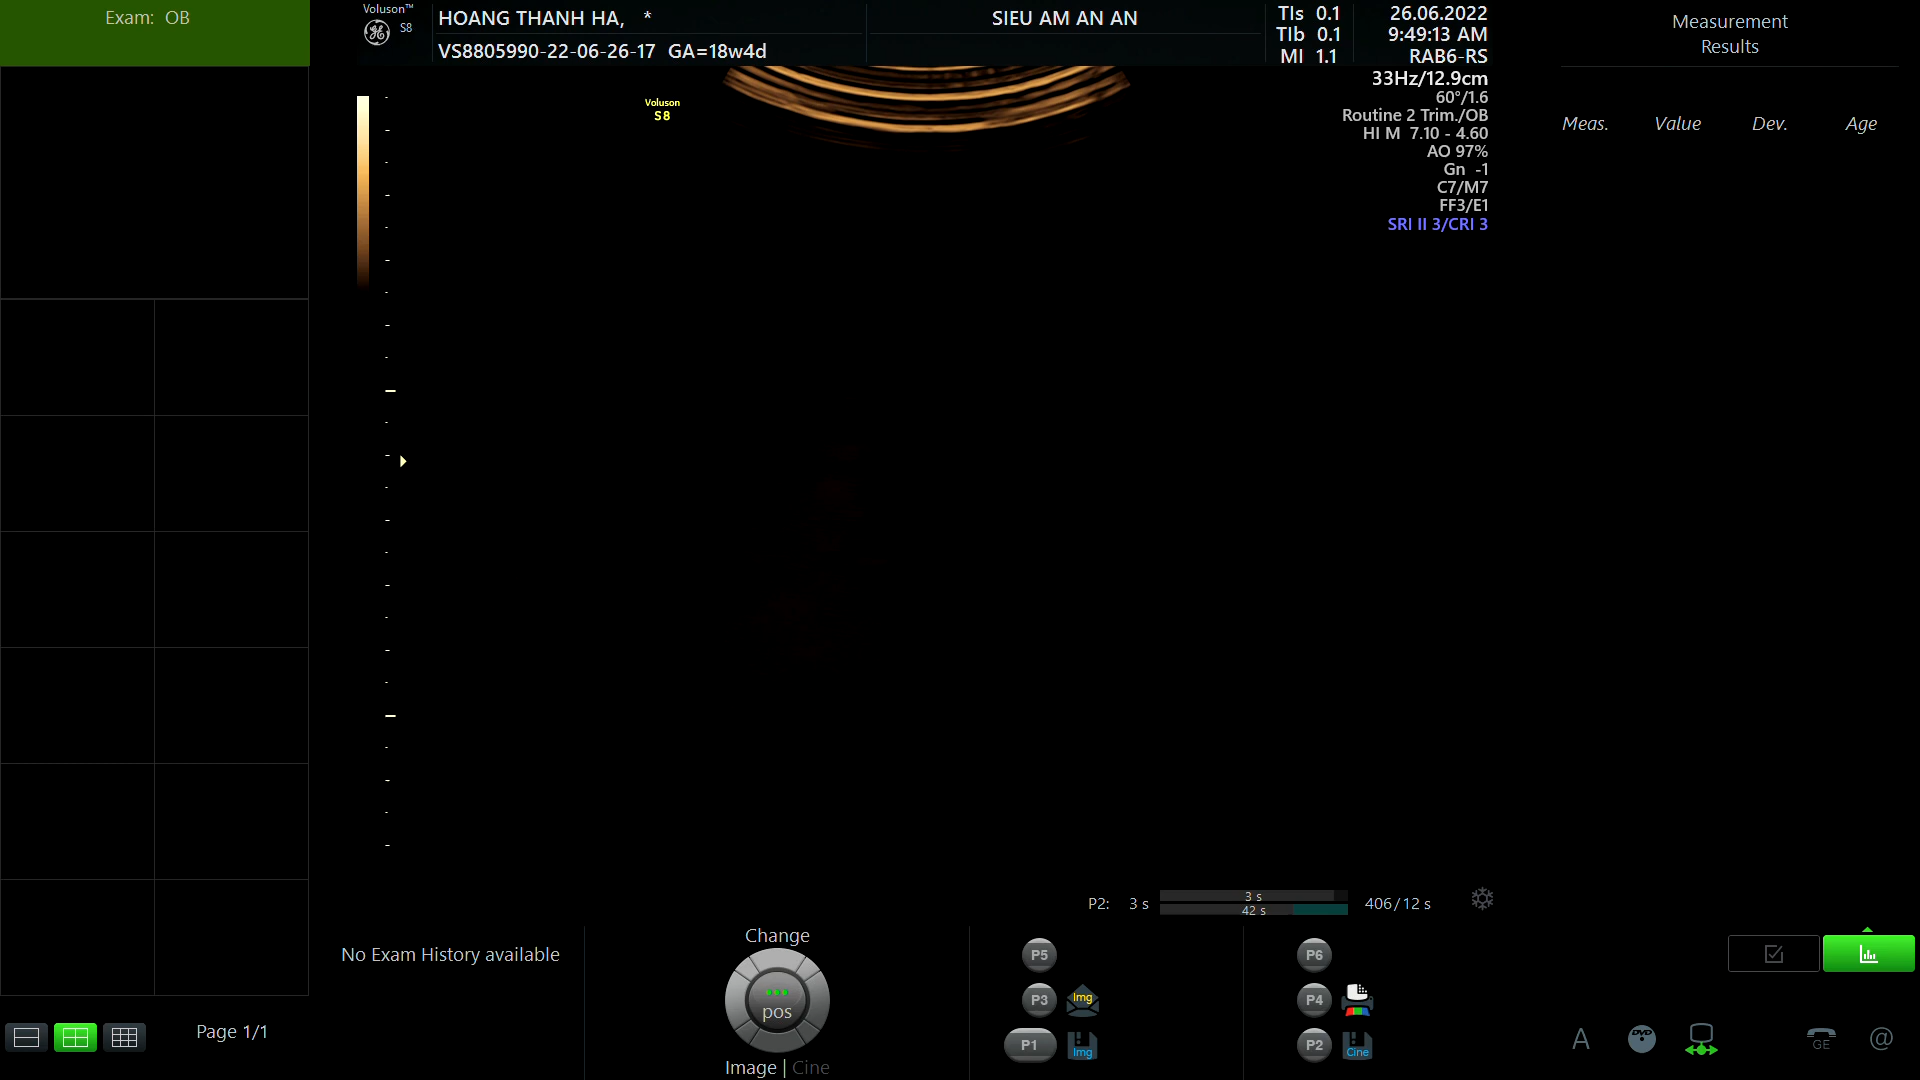 Exam: OB
Voluson™
S8
HOANG THANH HA, *
VS8805990-22-06-26-17 GA=18w4d
SIEU AM AN AN
TIs 0.1
TIb 0.1
MI 1.1
26.06.2022
9:49:13 AM
RAB6-RS
Measurement
Results
Meas. Value Dev. Age
Voluson
S8
33Hz/12.9cm
60°/1.6
Routine 2 Trim./OB
HI M 7.10 - 4.60
AO 97%
Gn -1
C7/M7
FF3/E1
SRI II 3/CRI 3
P2: 3 s
3 s
42 s
406/12 s
No Exam History available
Change
pos
Image | Cine
P5
P3 Img
P1 Img
P6
P4
P2 Cine
Page 1/1
A
DVD
GE
@